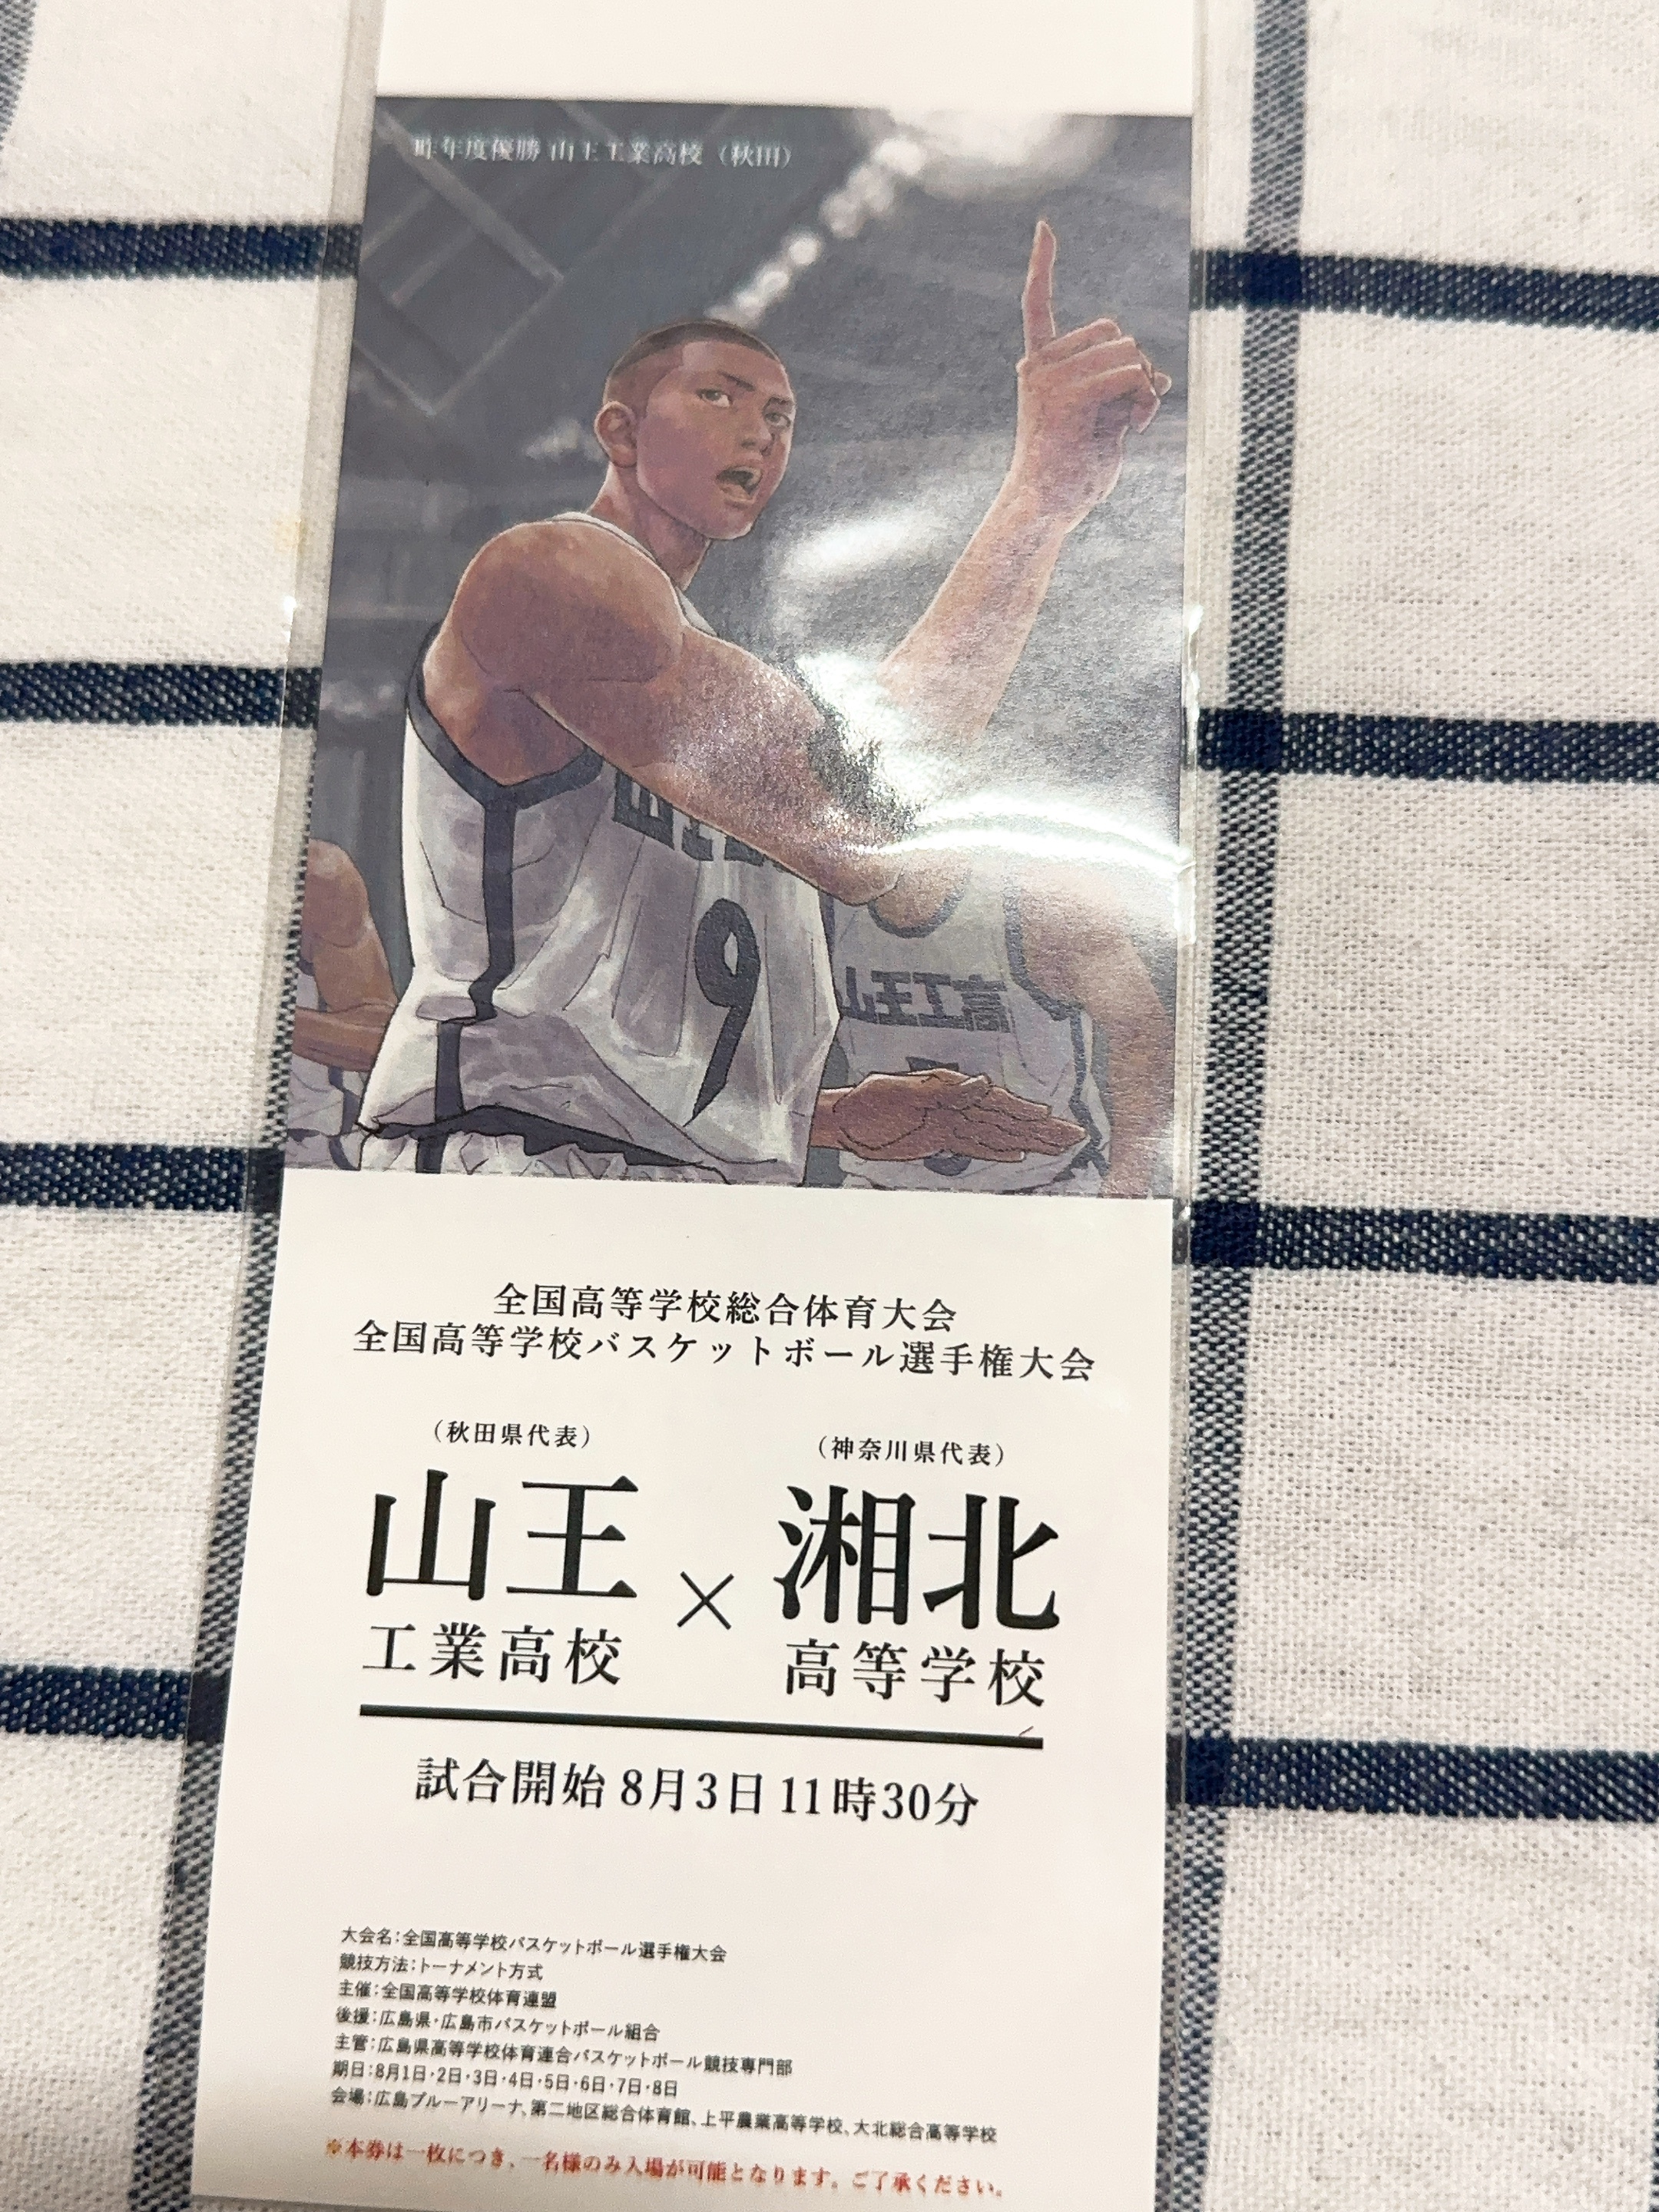 昨年度優勝 山王工業高校（秋田）
9
山王工高
全国高等学校総合体育大会
全国高等学校バスケットボール選手権大会
（秋田県代表）
（神奈川県代表）
山王 × 湘北
工業高校
高等学校
試合開始 8月3日 11時30分
大会名：全国高等学校バスケットボール選手権大会
競技方法：トーナメント方式
主催：全国高等学校体育連盟
後援：広島県・広島市バスケットボール組合
主管：広島県高等学校体育連合バスケットボール競技専門部
期日：8月1日・2日・3日・4日・5日・6日・7日・8日
会場：広島ブルーアリーナ、第二地区総合体育館、上平農業高等学校、大北総合高等学校
※本券は一枚につき、一名様のみ入場が可能となります。ご了承ください。